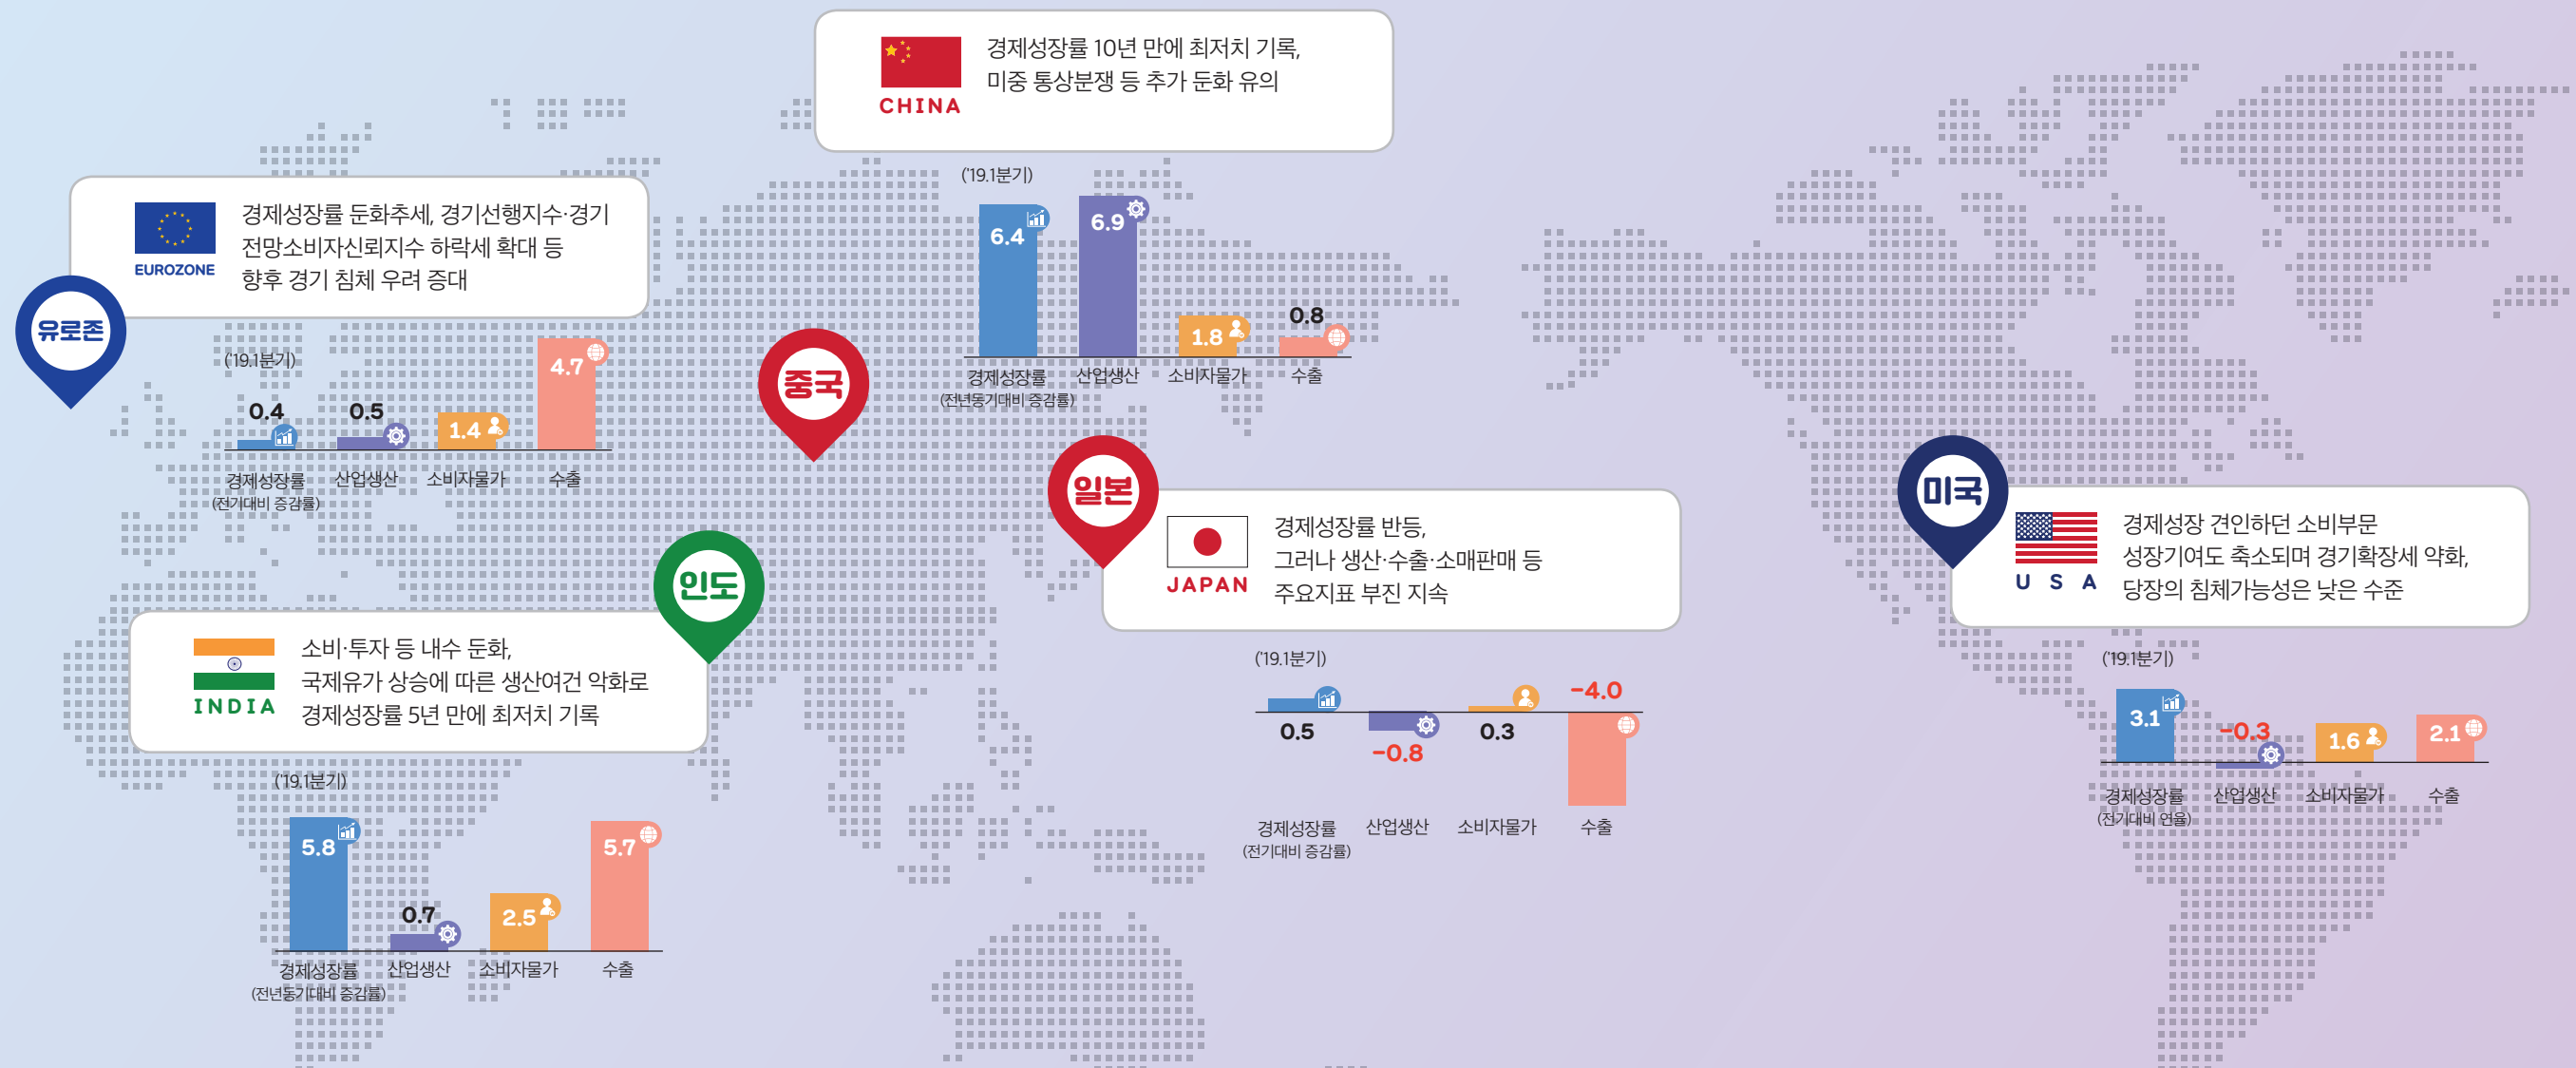 CHINA
경제성장률 10년 만에 최저치 기록,
미중 통상분쟁 등 추가 둔화 유의
중국
('19.1분기)
6.4
6.9
1.8
0.8
경제성장률
(전년동기대비 증감률)
산업생산
소비자물가
수출
유로존
EUROZONE
경제성장률 둔화추세, 경기선행지수·경기
전망소비자신뢰지수 하락세 확대 등
향후 경기 침체 우려 증대
('19.1분기)
0.4
0.5
1.4
4.7
경제성장률
(전기대비 증감률)
산업생산
소비자물가
수출
일본
JAPAN
경제성장률 반등,
그러나 생산·수출·소매판매 등
주요지표 부진 지속
('19.1분기)
0.5
-0.8
0.3
-4.0
경제성장률
(전기대비 증감률)
산업생산
소비자물가
수출
미국
USA
경제성장 견인하던 소비부문
성장기여도 축소되며 경기확장세 약화,
당장의 침체가능성은 낮은 수준
('19.1분기)
3.1
-0.3
1.6
2.1
경제성장률
(전기대비 연율)
산업생산
소비자물가
수출
인도
INDIA
소비·투자 등 내수 둔화,
국제유가 상승에 따른 생산여건 악화로
경제성장률 5년 만에 최저치 기록
('19.1분기)
5.8
0.7
2.5
5.7
경제성장률
(전년동기대비 증감률)
산업생산
소비자물가
수출